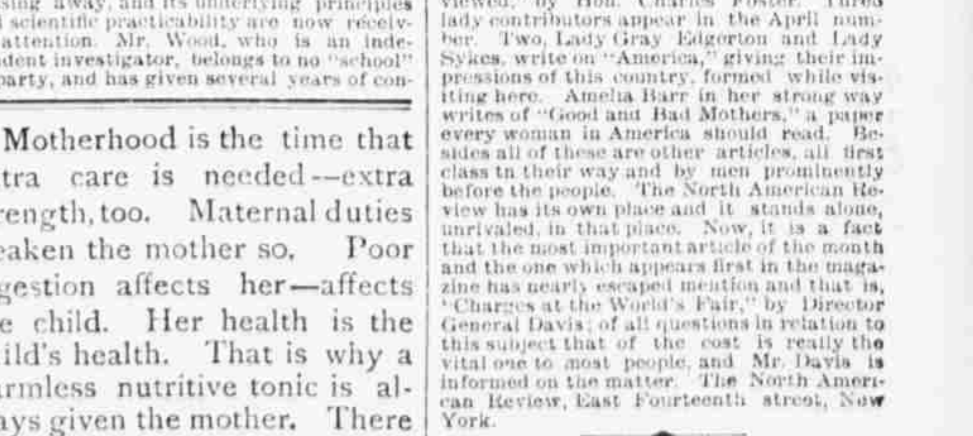 sing away, and its underlying principles
d scientific practicability are now receiv-
attention. Mr. Wood, who is an inde-
dent investigator, belongs to no "school"
party, and has given several years of con-
Motherhood is the time that
tra care is needed—extra
rength, too. Maternal duties
eaken the mother so. Poor
gestion affects her—affects
e child. Her health is the
ild's health. That is why a
armless nutritive tonic is al-
ays given the mother. There
viewed, by Hon. Charles Foster. Three
lady contributors appear in the April num-
ber. Two, Lady Gray Edgerton and Lady
Sykes, write on "America," giving their im-
pressions of this country, formed while vis-
iting here. Amelia Barr in her strong way
writes of "Good and Bad Mothers," a paper
every woman in America should read. Be-
sides all of these are other articles, all first
class tn their way and by men prominently
before the people. The North American Re-
view has its own place and it stands alone,
unrivaled, in that place. Now, it is a fact
that the most important article of the month
and the one which appears first in the maga-
zine has nearly escaped mention and that is,
"Charges at the World's Fair," by Director
General Davis; of all questions in relation to
this subject that of the cost is really the
vital one to most people, and Mr. Davis is
informed on the matter. The North Ameri-
can Review, East Fourteenth street, New
York.